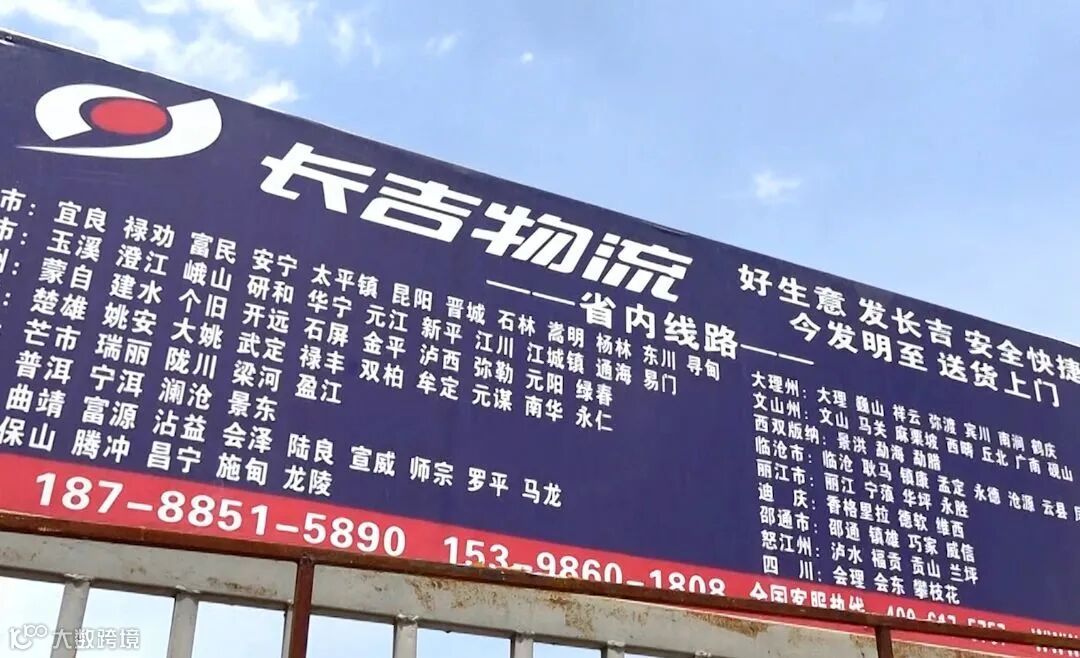 长吉物流
——省内线路——
好生意 发长吉 安全快捷
今发明至 送货上门
市：宜良 禄劝 富民 安宁 太平镇 昆阳 晋城 石林 嵩明 杨林 东川 寻甸
市：玉溪 澄江 峨山 研和 华宁 元江 新平 江川 江城镇 通海 易门
州：蒙自 建水 个旧 开远 石屏 金平 泸西 弥勒 元阳 绿春
：楚雄 姚安 大姚 武定 禄丰 双柏 牟定 元谋 南华 永仁
：芒市 瑞丽 陇川 梁河 盈江
普洱 宁洱 澜沧 景东
曲靖 富源 沾益 会泽 陆良 宣威 师宗 罗平 马龙
保山 腾冲 昌宁 施甸 龙陵
大理州：大理 巍山 祥云 弥渡 宾川 南涧 鹤庆
文山州：文山 马关 麻栗坡 西畴 丘北 广南 砚山
西双版纳：景洪 勐海 勐腊
临沧市：临沧 耿马 镇康 孟定 永德 沧源 云县
丽江市：丽江 宁蒗 华坪 永胜
迪庆：香格里拉 德钦 维西
邵通市：邵通 镇雄 巧家 威信
怒江州：泸水 福贡 贡山 兰坪
四川：会理 会东 攀枝花
187-8851-5890 153-9860-1808 全国客服热线
大数跨境